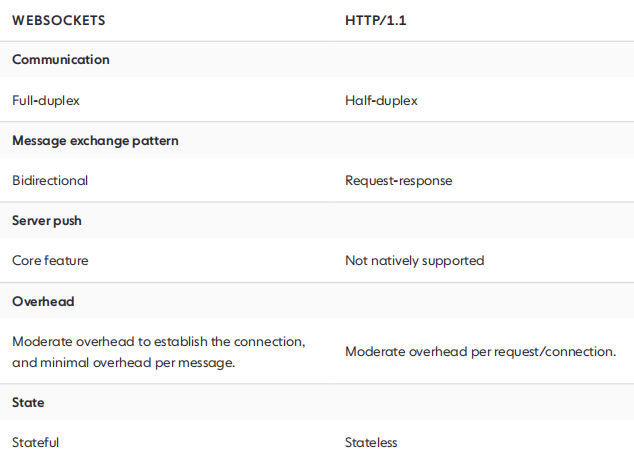 WEBSOCKETS HTTP/1.1
Communication
Full-duplex Half-duplex
Message exchange pattern
Bidirectional Request-response
Server push
Core feature Not natively supported
Overhead
Moderate overhead to establish the connection,
and minimal overhead per message.
Moderate overhead per request/connection.
State
Stateful Stateless